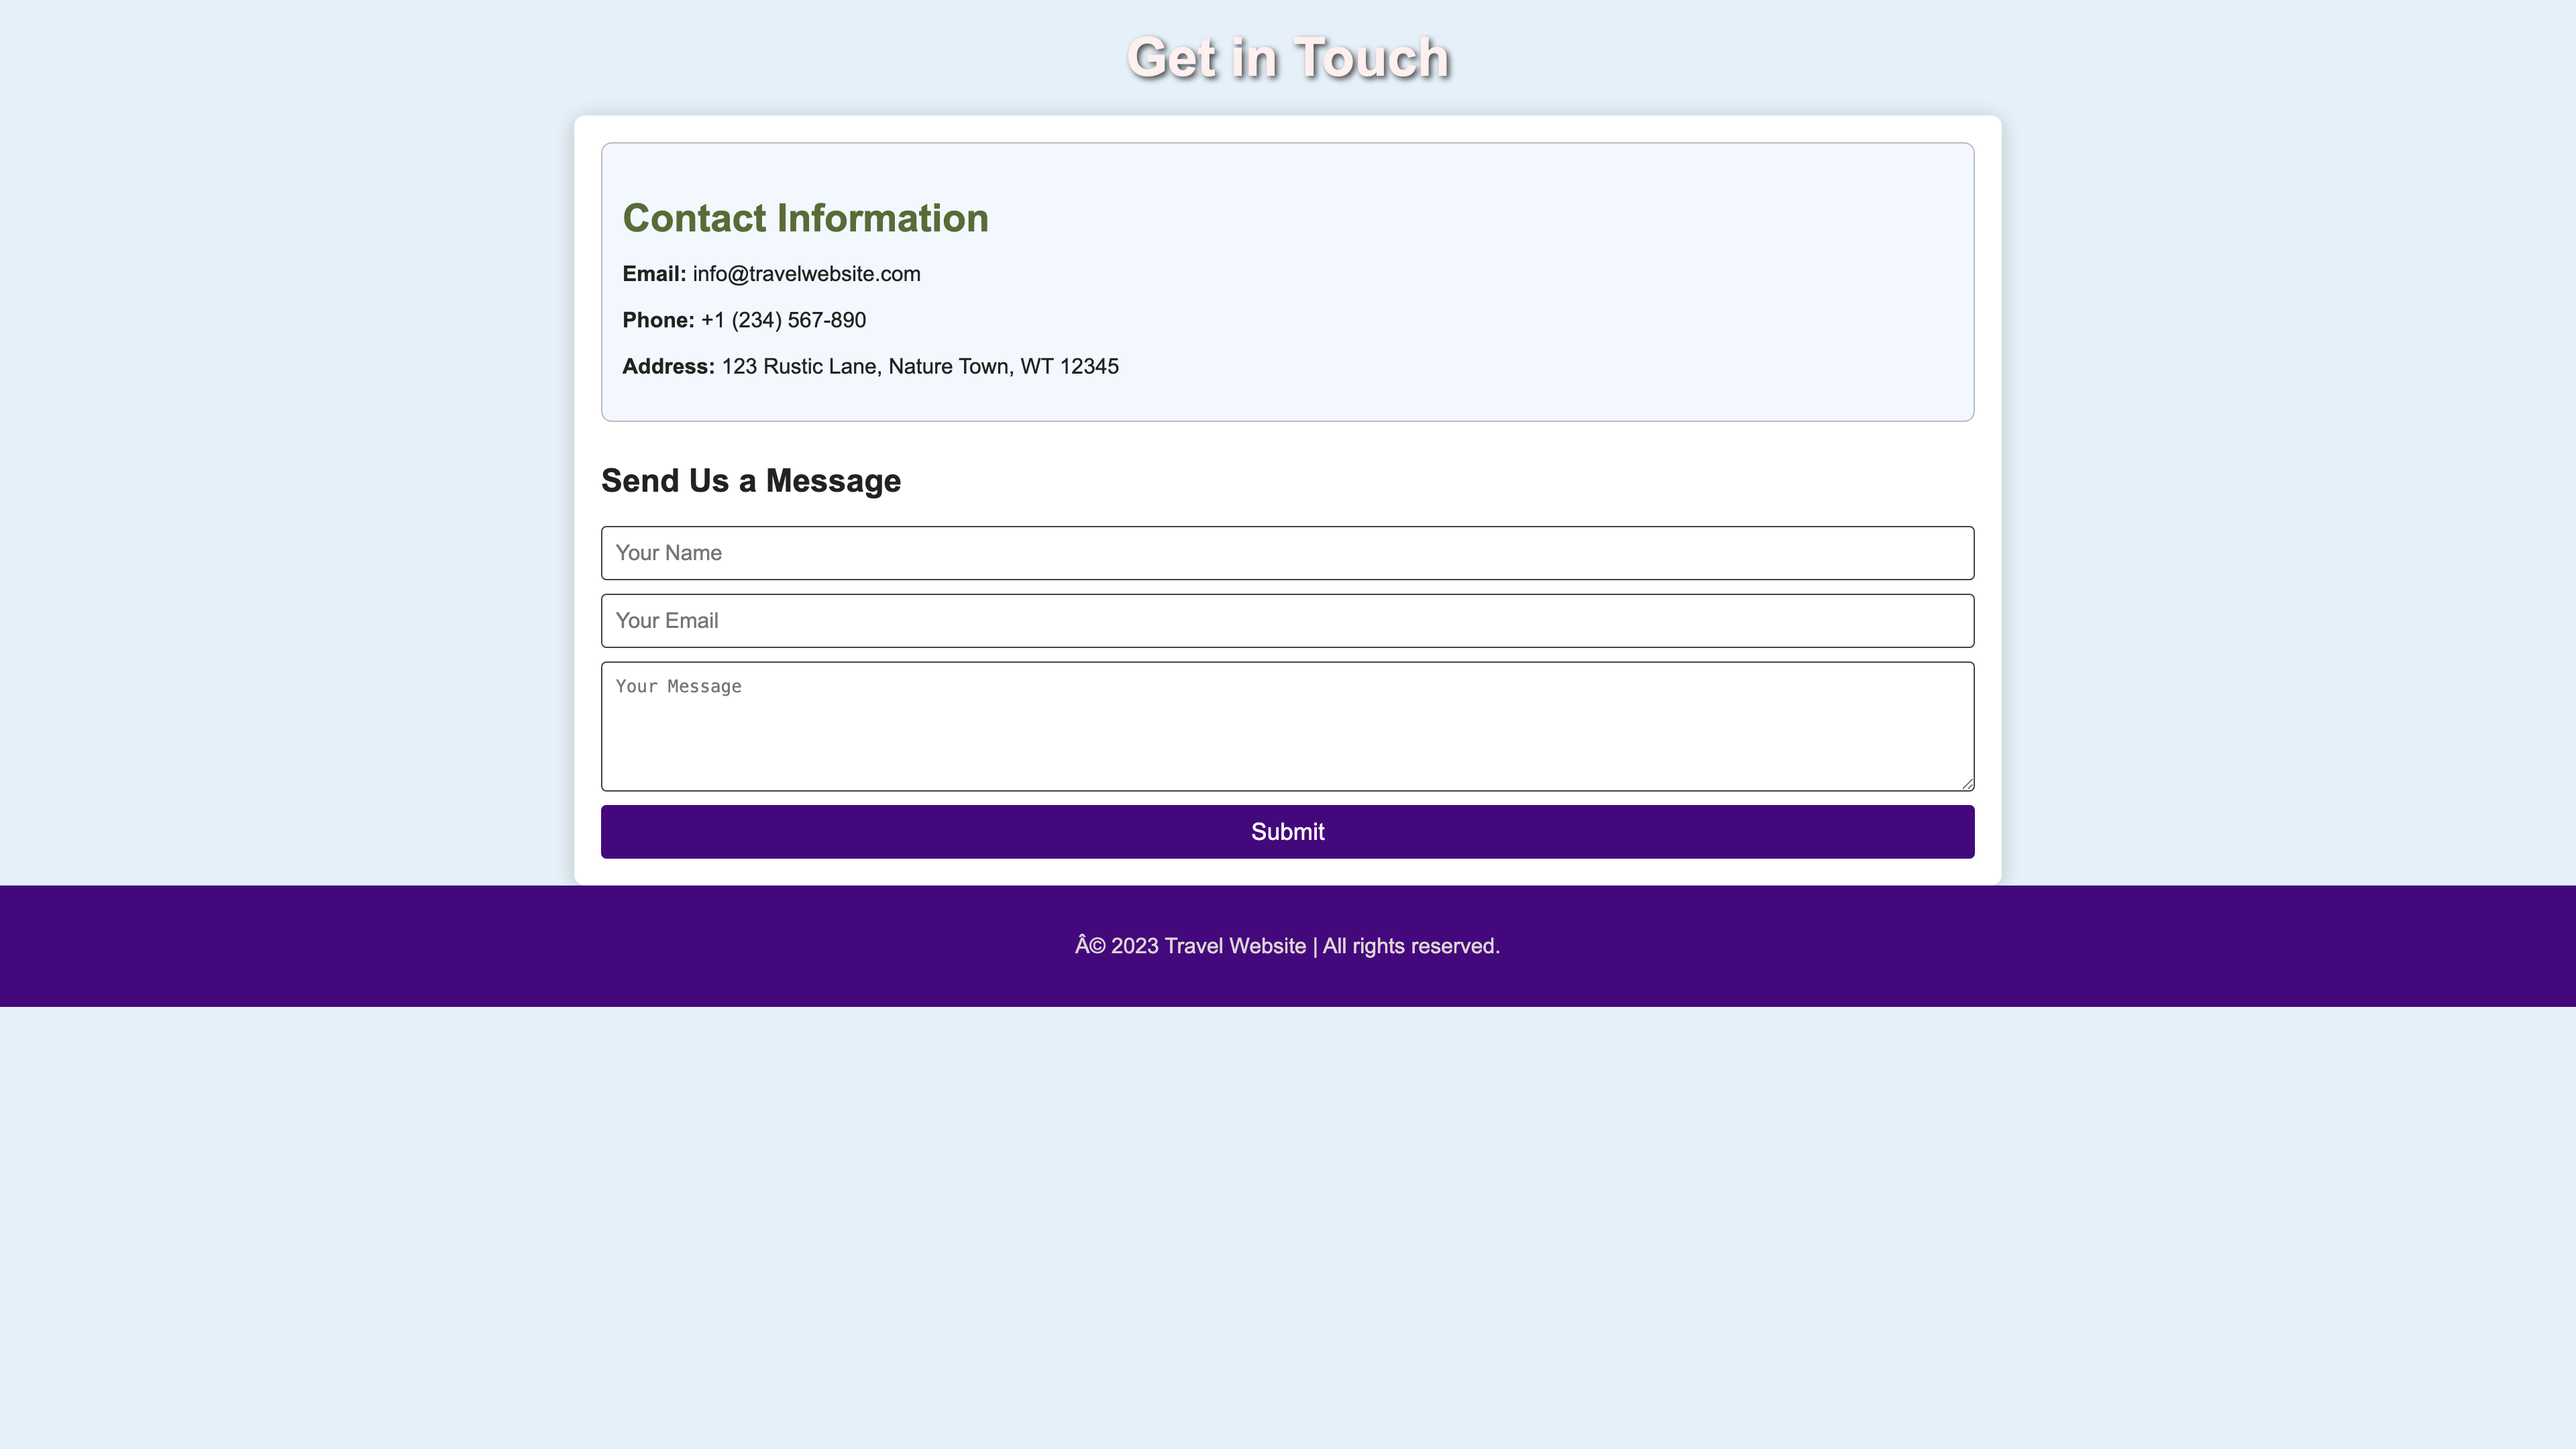 Get in Touch
Contact Information
Email: info@travelwebsite.com
Phone: +1 (234) 567-890
Address: 123 Rustic Lane, Nature Town, WT 12345
Send Us a Message
Your Name
Your Email
Your Message
Submit
Â© 2023 Travel Website | All rights reserved.